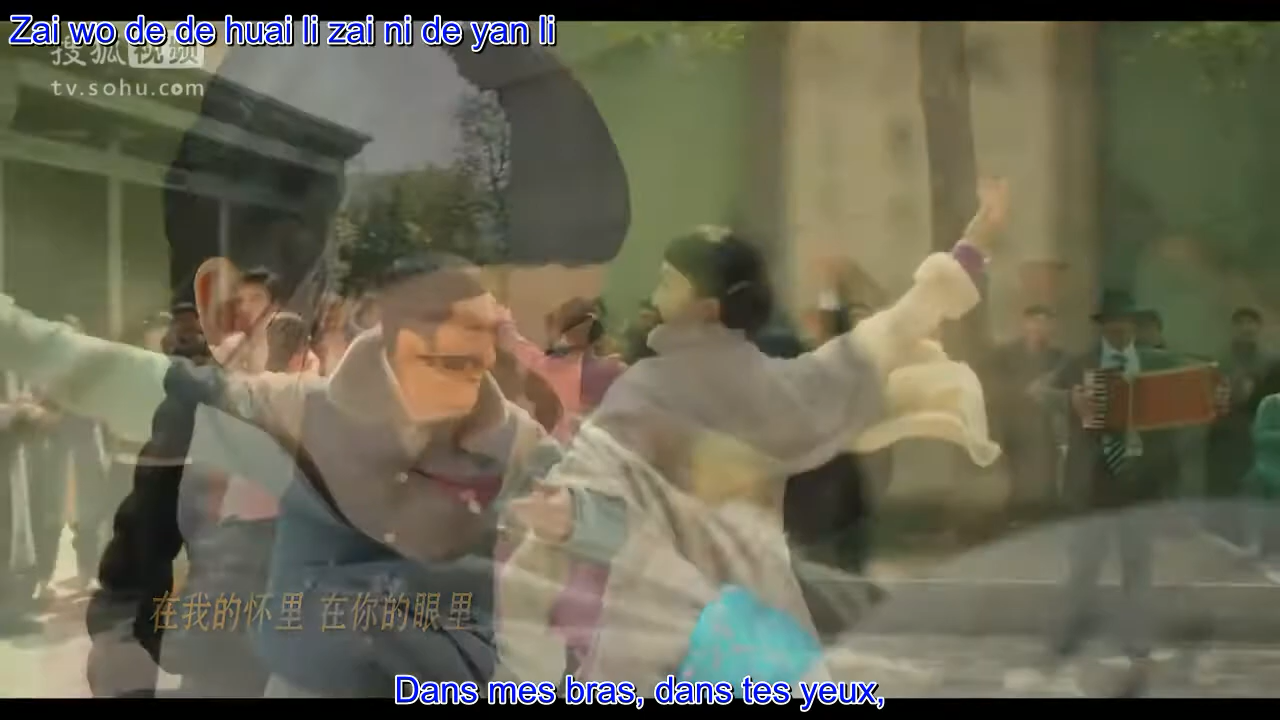 Zai wo de de huai li zai ni de yan li
搜狐视频
tv.sohu.com
在我的怀里 在你的眼里
Dans mes bras, dans tes yeux,